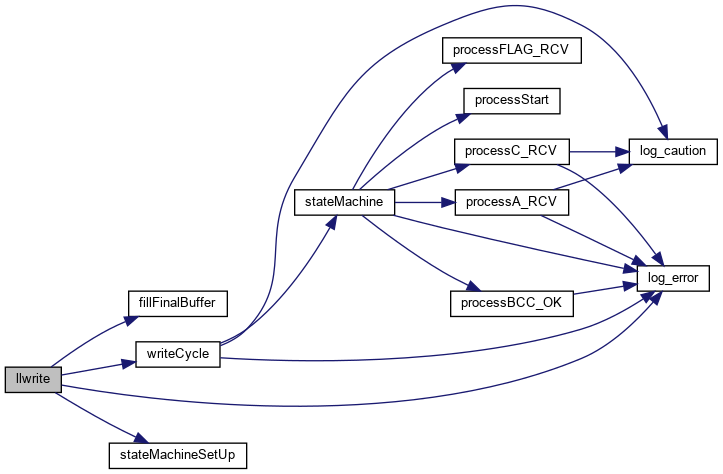 processFLAG_RCV
processStart
processC_RCV
log_caution
stateMachine
processA_RCV
log_error
fillFinalBuffer
processBCC_OK
writeCycle
llwrite
stateMachineSetUp